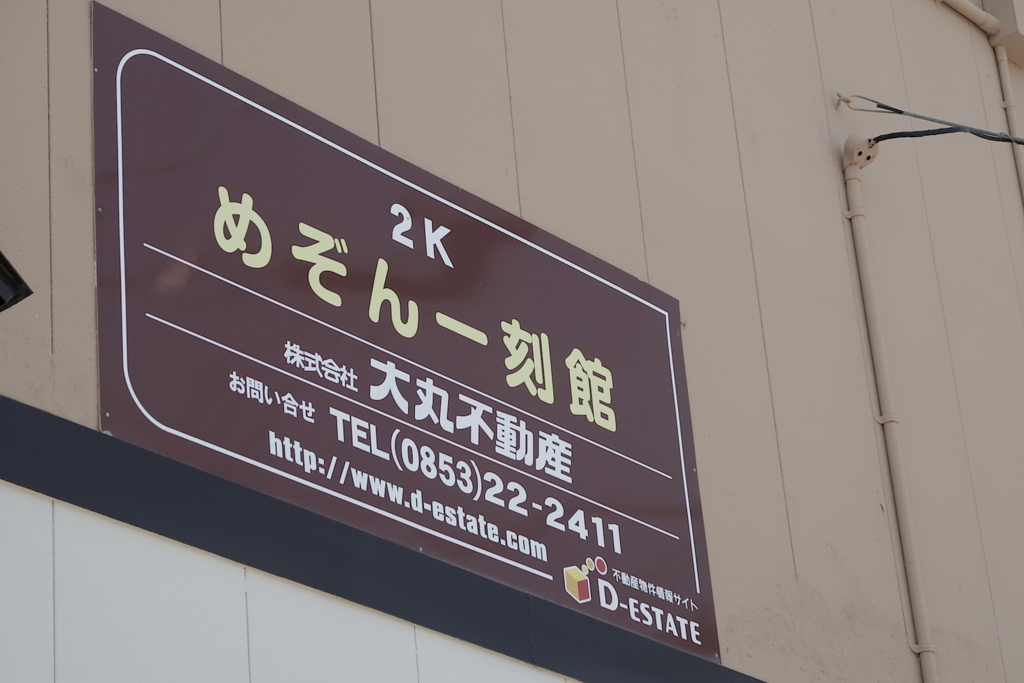 2K
めぞん一刻館
株式会社 大丸不動産
お問い合せ TEL(0853)22-2411
http://www.d-estate.com
不動産物件情報サイト
D-ESTATE